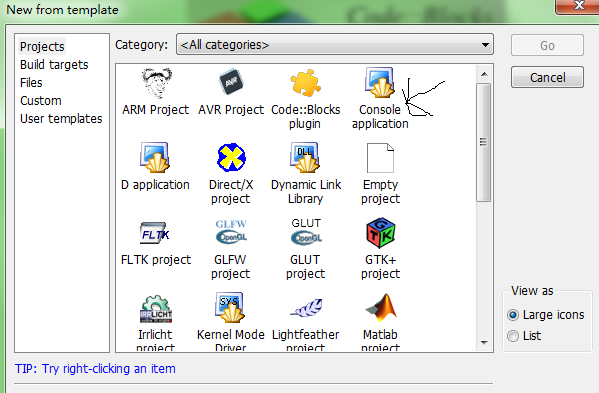 New from template
Code::Blocks
Projects
Build targets
Files
Custom
User templates
Category:
<All categories>
Go
Cancel
ARM Project
AVR
AVR Project
Code::Blocks
plugin
Console
application
D application
Direct/X
project
DLL
Dynamic Link
Library
Empty
project
FLTK
FLTK project
GLFW
OpenGL
GLFW
project
GLUT
OpenGL
GLUT
project
GTK
GTK+
project
IRRLICHT
Irrlicht
project
SYS
Kernel Mode
Driver
Lightfeather
project
Matlab
project
View as
Large icons
List
TIP: Try right-clicking an item